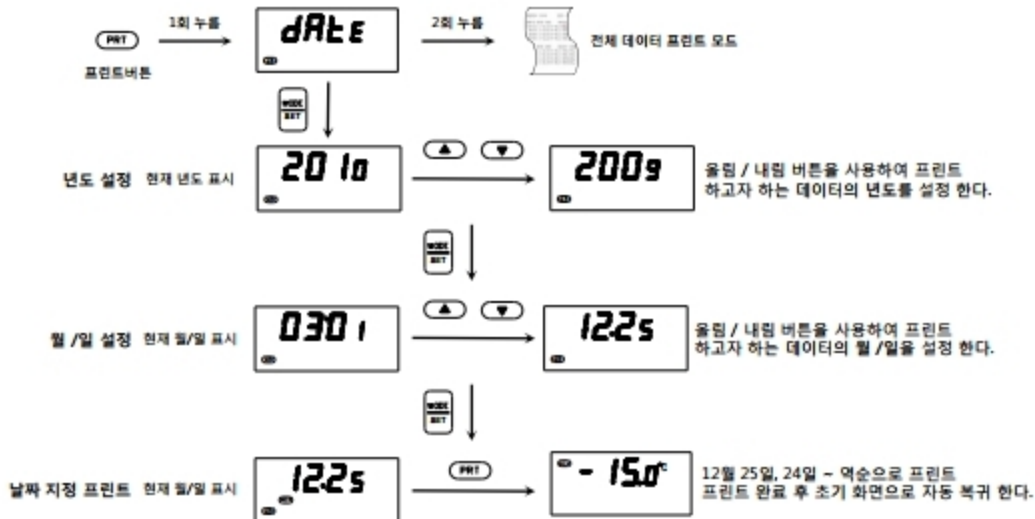 PRT
프린트버튼
1회 누름
dAtE
2회 누름
전체 데이터 프린트 모드
MODE
SET
년도 설정 현재 년도 표시
2010
▲ ▼
2009
올림 / 내림 버튼을 사용하여 프린트
하고자 하는 데이터의 년도를 설정 한다.
MODE
SET
월 /일 설정 현재 월/일 표시
03:01
▲ ▼
12.25
올림 / 내림 버튼을 사용하여 프린트
하고자 하는 데이터의 월 /일을 설정 한다.
MODE
SET
날짜 지정 프린트 현재 월/일 표시
12.25
PRT
- 15.0℃
12월 25일, 24일 ~ 역순으로 프린트
프린트 완료 후 초기 화면으로 자동 복귀 한다.